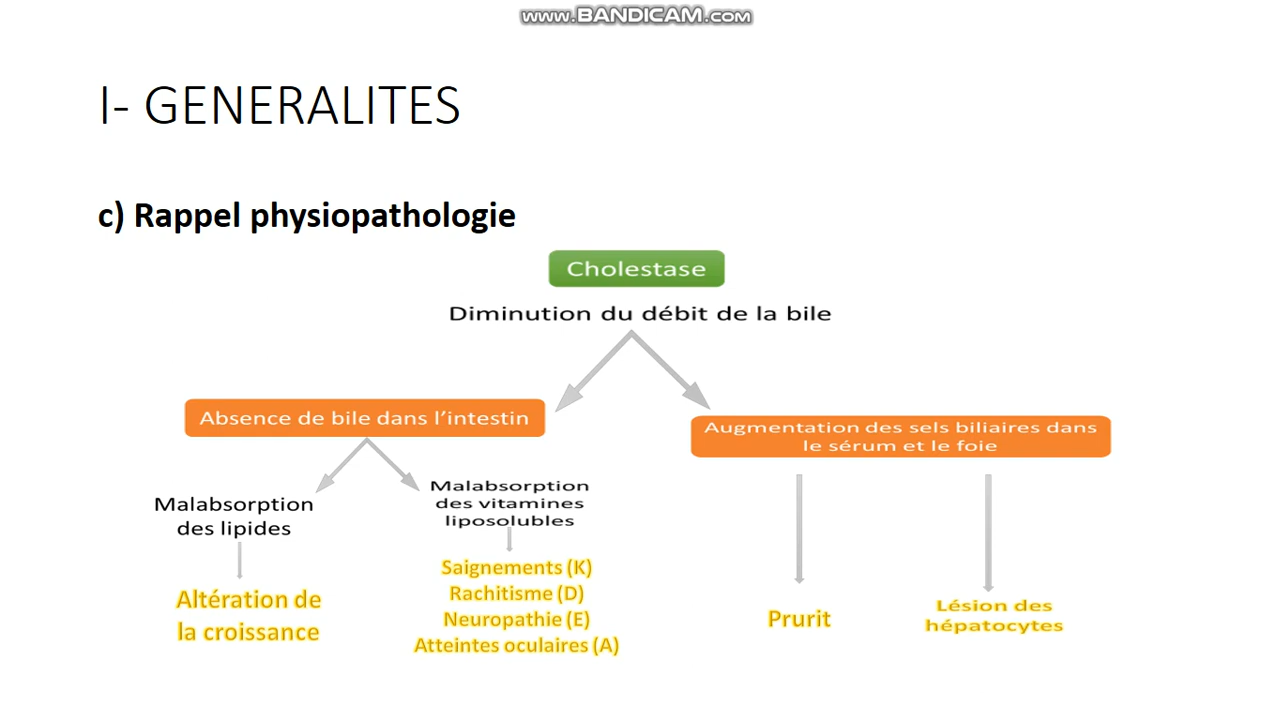 www.BANDICAM.com
I- GENERALITES
c) Rappel physiopathologie
Cholestase
Diminution du débit de la bile
Absence de bile dans l’intestin
Augmentation des sels biliaires dans
le sérum et le foie
Malabsorption
des lipides
Malabsorption
des vitamines
liposolubles
Altération de
la croissance
Saignements (K)
Rachitisme (D)
Neuropathie (E)
Atteintes oculaires (A)
Prurit
Lésion des
hépatocytes